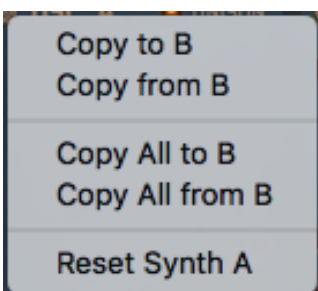 Copy to B
Copy from B
Copy All to B
Copy All from B
Reset Synth A